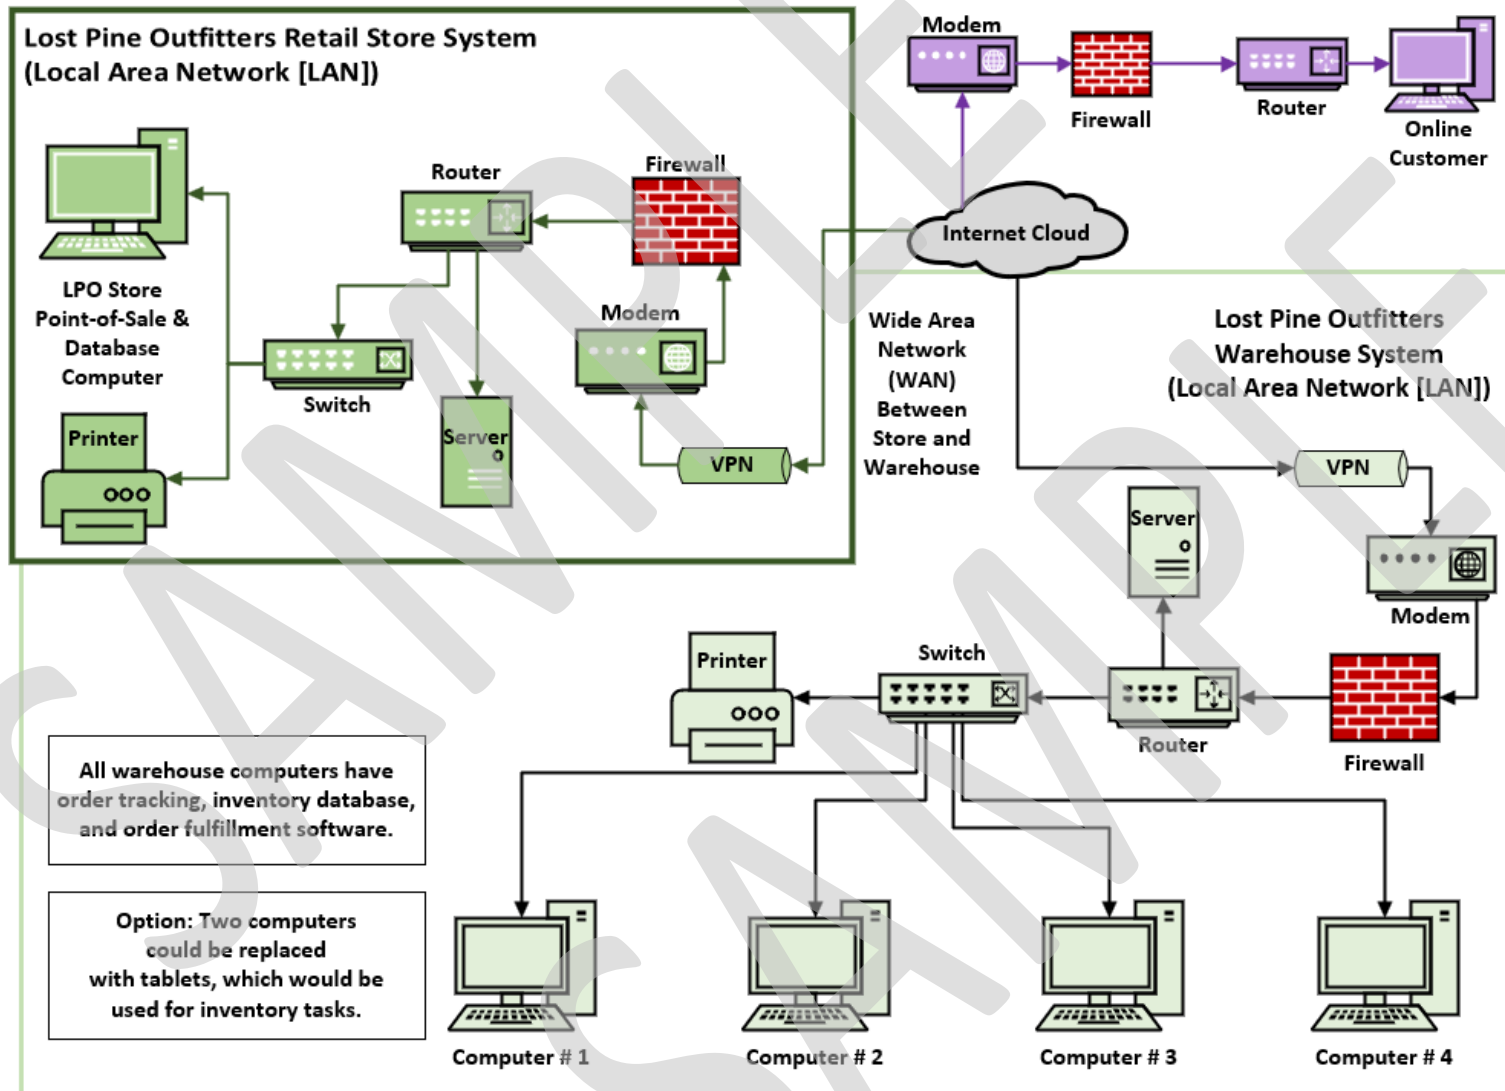 Lost Pine Outfitters Retail Store System
(Local Area Network [LAN])
Modem
Firewall
Router
Online
Customer
Router
Firewall
Internet Cloud
LPO Store
Point-of-Sale &
Database
Computer
Modem
Switch
Printer
Server
VPN
Wide Area
Network
(WAN)
Between
Store and
Warehouse
Lost Pine Outfitters
Warehouse System
(Local Area Network [LAN])
VPN
Server
Modem
Printer
Switch
Router
Firewall
All warehouse computers have
order tracking, inventory database,
and order fulfillment software.
Option: Two computers
could be replaced
with tablets, which would be
used for inventory tasks.
Computer # 1
Computer # 2
Computer # 3
Computer # 4
SAMPLE
SAMPLE